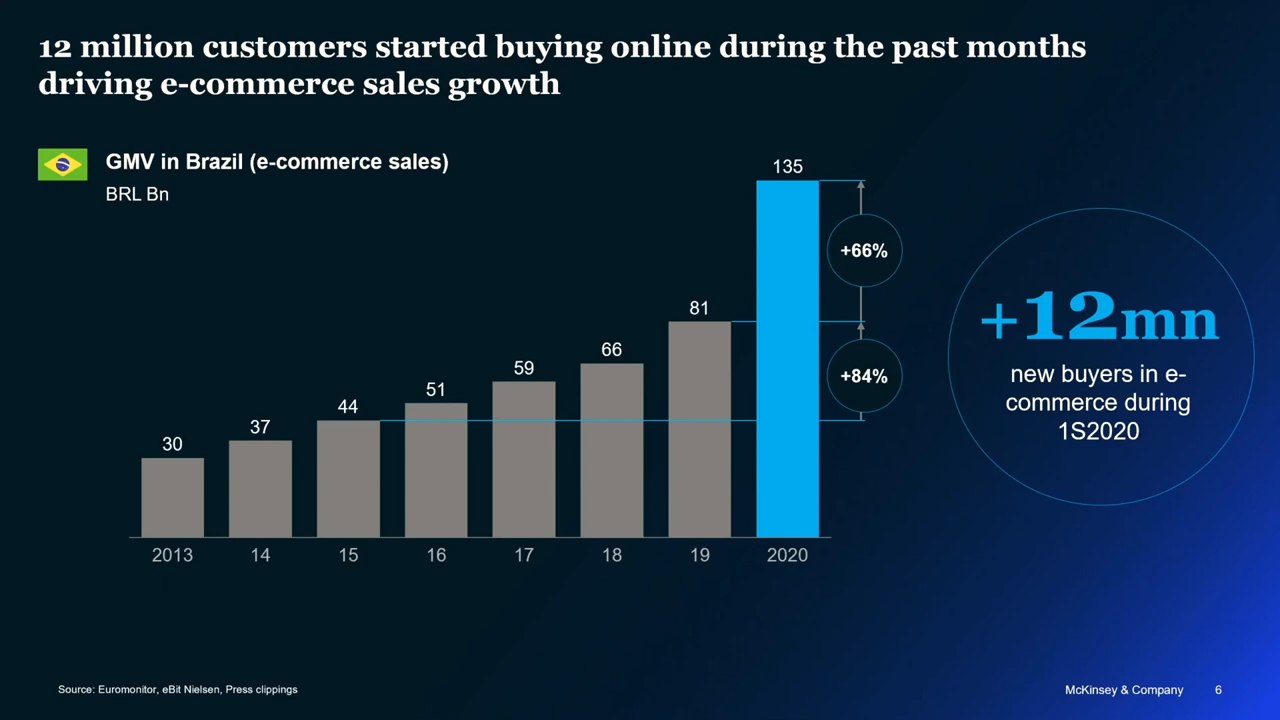 12 million customers started buying online during the past months
driving e-commerce sales growth
GMV in Brazil (e-commerce sales)
BRL Bn
30
37
44
51
59
66
81
135
+66%
+84%
2013
14
15
16
17
18
19
2020
+12mn
new buyers in e-
commerce during
1S2020
Source: Euromonitor, eBit Nielsen, Press clippings
McKinsey & Company 6